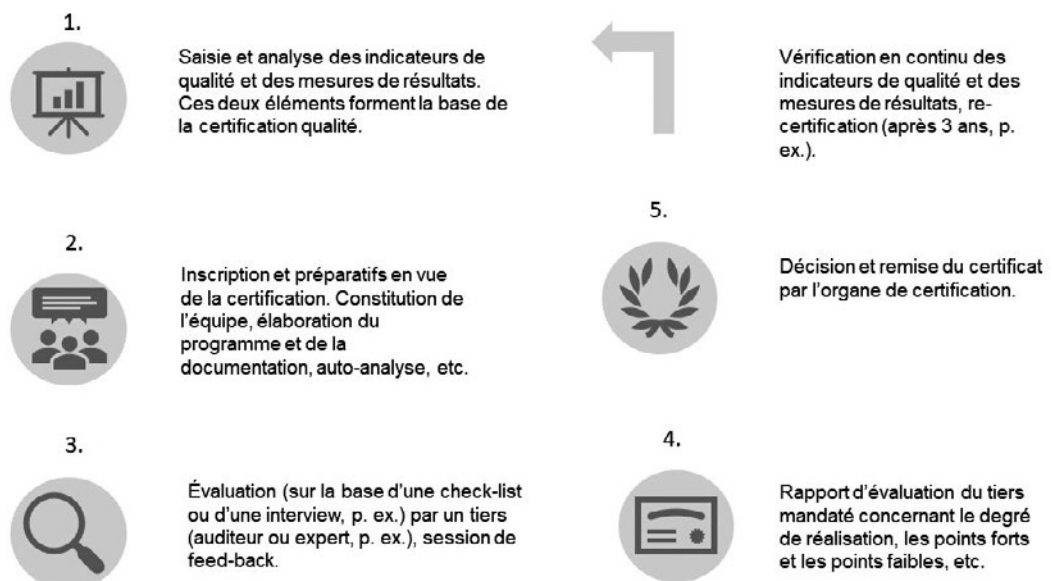 1.
Saisie et analyse des indicateurs de
qualité et des mesures de résultats.
Ces deux éléments forment la base de
la certification qualité.
2.
Inscription et préparatifs en vue
de la certification. Constitution de
l'équipe, élaboration du
programme et de la
documentation, auto-analyse, etc.
3.
Évaluation (sur la base d'une check-list
ou d'une interview, p. ex.) par un tiers
(auditeur ou expert, p. ex.), session de
feed-back.
4.
Rapport d'évaluation du tiers
mandaté concernant le degré
de réalisation, les points forts
et les points faibles, etc.
5.
Décision et remise du certificat
par l'organe de certification.
Vérification en continu des
indicateurs de qualité et des
mesures de résultats, re-
certification (après 3 ans, p.
ex.).